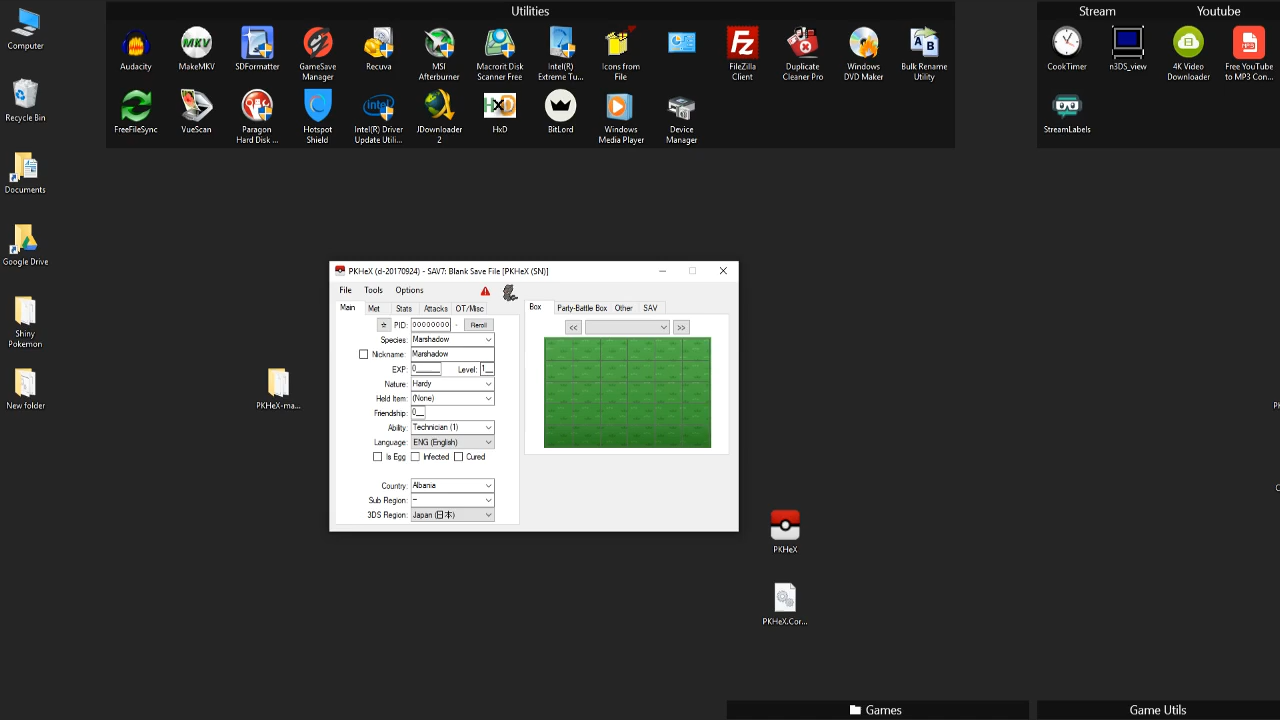 Utilities
Stream
Youtube
Computer
Audacity
MakeMKV
SDFormatter
GameSave
Manager
Recuva
MSI
Afterburner
Macrorit Disk
Scanner Free
Intel(R)
Extreme Tu...
Icons from
File
FileZilla
Client
Duplicate
Cleaner Pro
Windows
DVD Maker
Bulk Rename
Utility
CookTimer
n3DS_view
4K Video
Downloader
Free YouTube
to MP3 Con...
Recycle Bin
FreeFileSync
VueScan
Paragon
Hard Disk ...
Hotspot
Shield
Intel(R) Driver
Update Utili...
JDownloader
2
HxD
BitLord
Windows
Media Player
Device
Manager
StreamLabels
Documents
Google Drive
Shiny
Pokemon
New folder
PKHeX-ma...
PKHeX (d-20170924) - SAV7: Blank Save File [PKHeX (SN)]
File Tools Options
Main Met Stats Attacks OT/Misc
Box Party-Battle Box Other SAV
PID: 00000000 Reroll
<< >>
Species: Marshadow
Nickname: Marshadow
EXP: 0 Level: 1
Nature: Hardy
Held Item: (None)
Friendship: 0
Ability: Technician (1)
Language: ENG (English)
Is Egg Infected Cured
Country: Albania
Sub Region: –
3DS Region: Japan (日本)
PKHeX
PKHeX.Cor...
Games
Game Utils